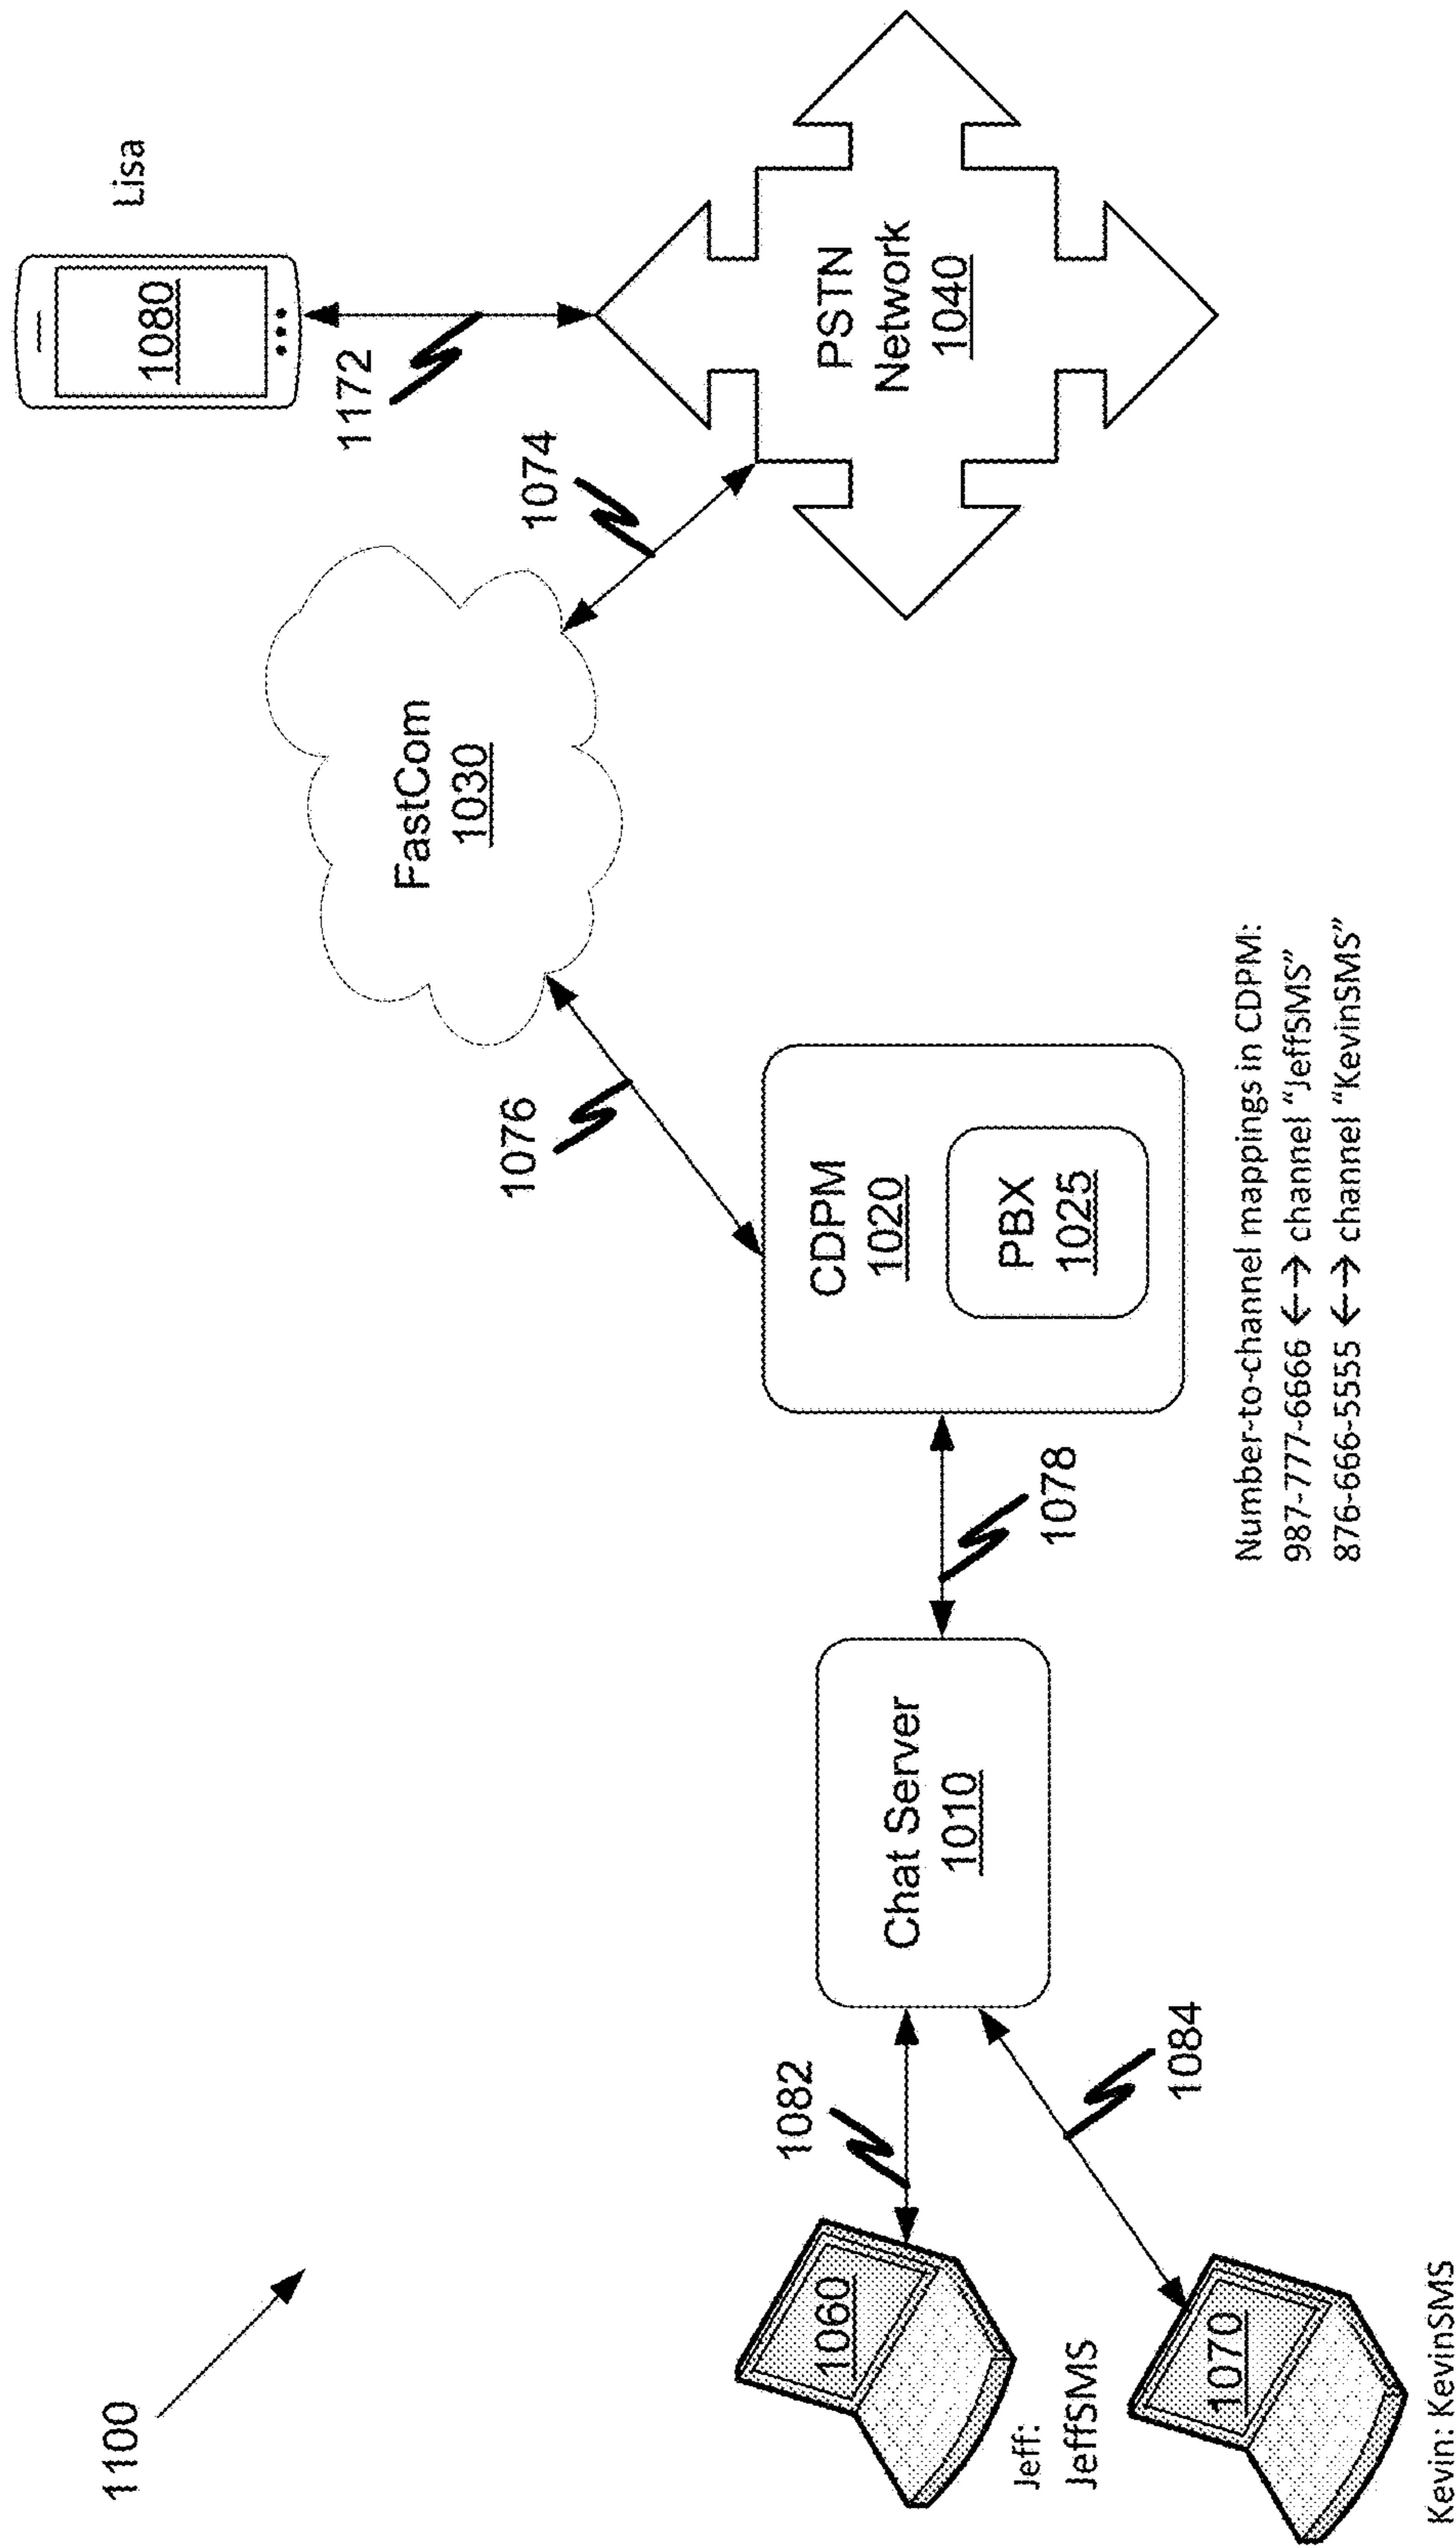 1100
Lisa
1080
1172
1074
PSTN
Network
1040
FastCom
1030
1076
CDPM
1020
PBX
1025
1078
Chat Server
1010
1082
1084
1060
Jeff:
JeffSMS
1070
Kevin: KevinSMS
Number-to-channel mappings in CDPM:
987-777-6666 ←→ channel “JeffSMS”
876-666-5555 ←→ channel “KevinSMS”